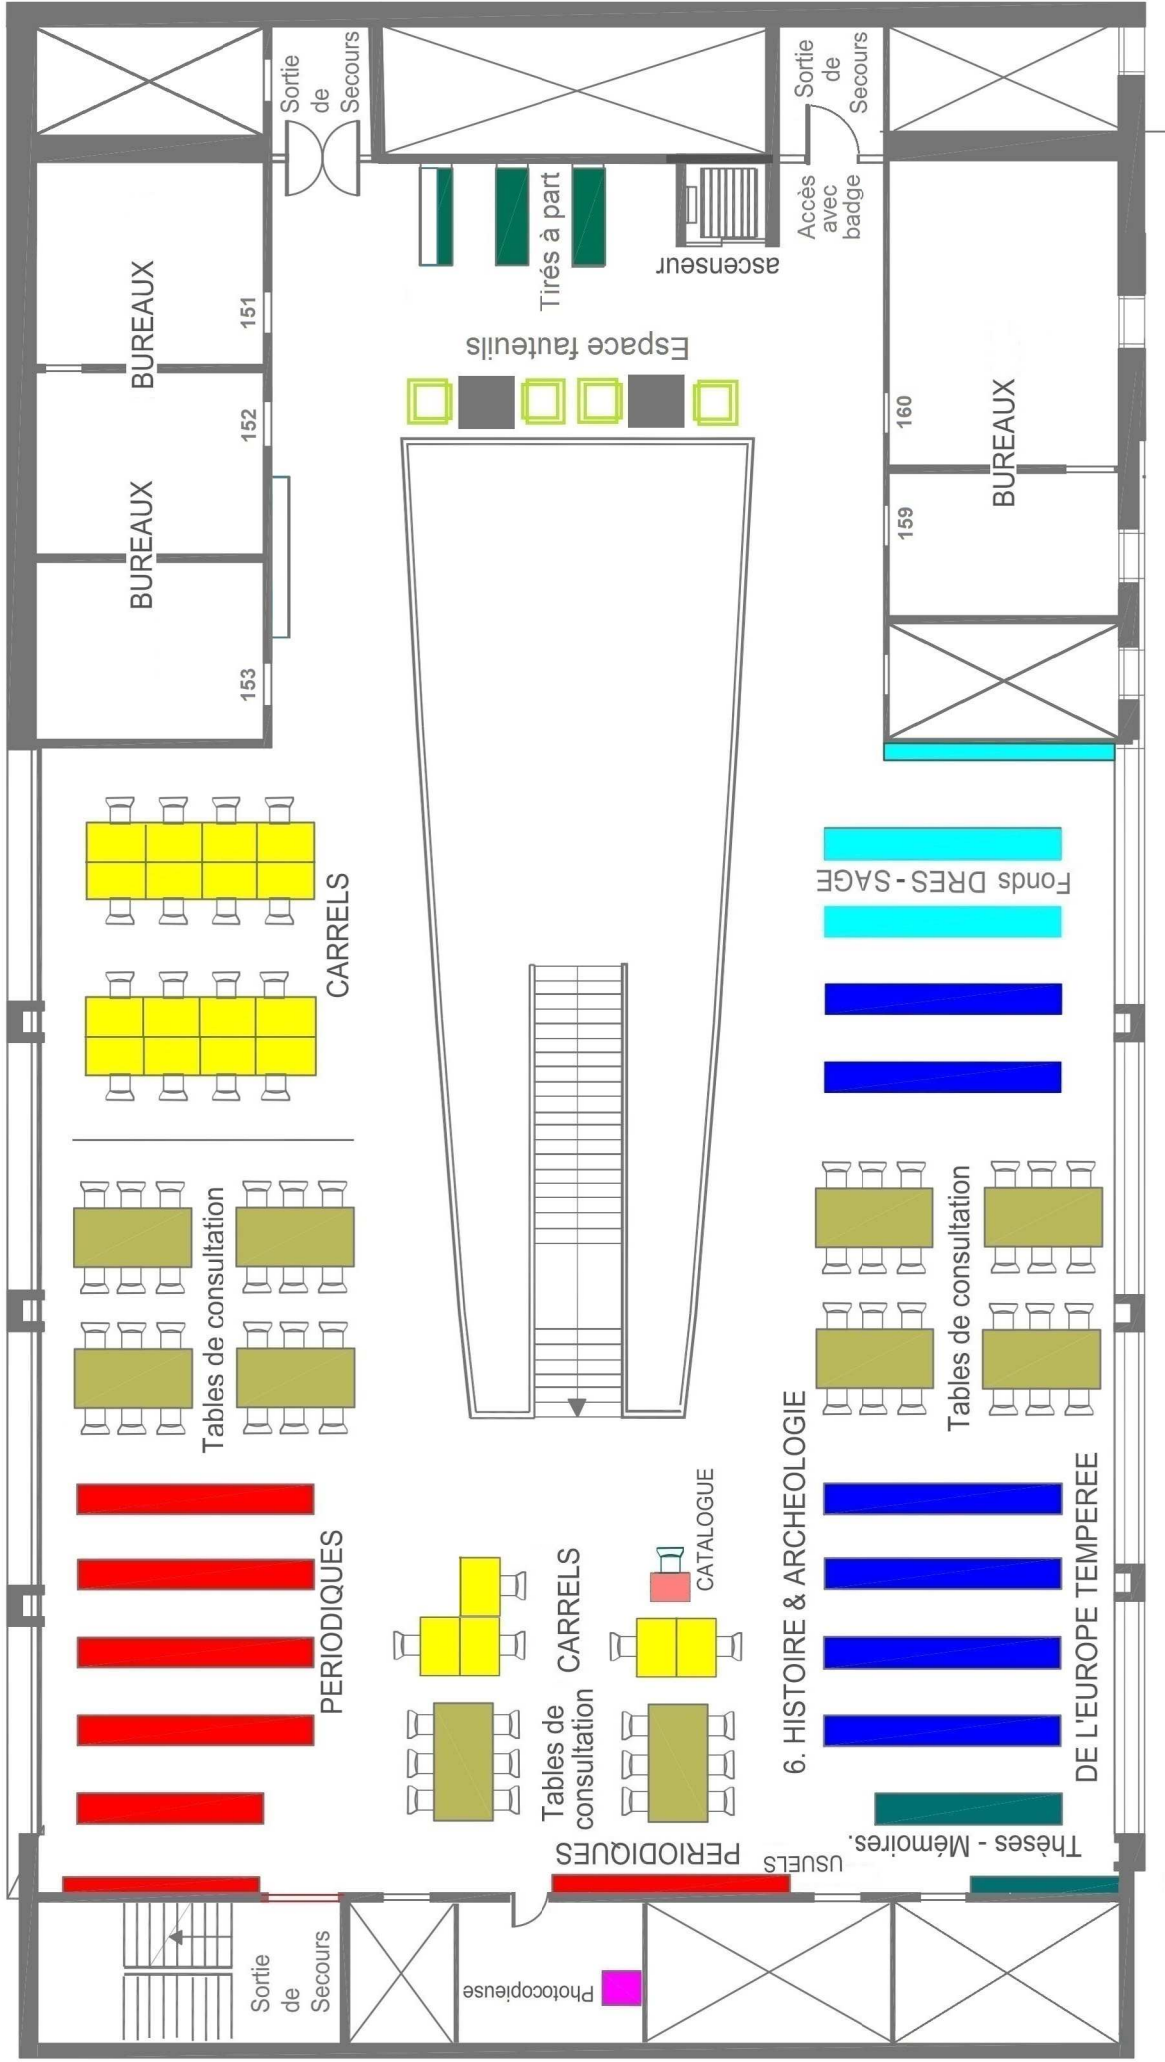 Sortie
de
Secours
Sortie
de
Secours
Accès
avec
badge
Tirés à part
ascenseur
Espace fauteuils
BUREAUX
151
152
BUREAUX
153
160
BUREAUX
159
Fonds DRES-SAGE
CARRELS
Tables de consultation
Tables de consultation
PERIODIQUES
CARRELS
CATALOGUE
6. HISTOIRE & ARCHEOLOGIE
DE L'EUROPE TEMPEREE
Tables de
consultation
PERIODIQUES
USUELS
Thèses - Mémoires.
Sortie
de
Secours
Photocopieuse